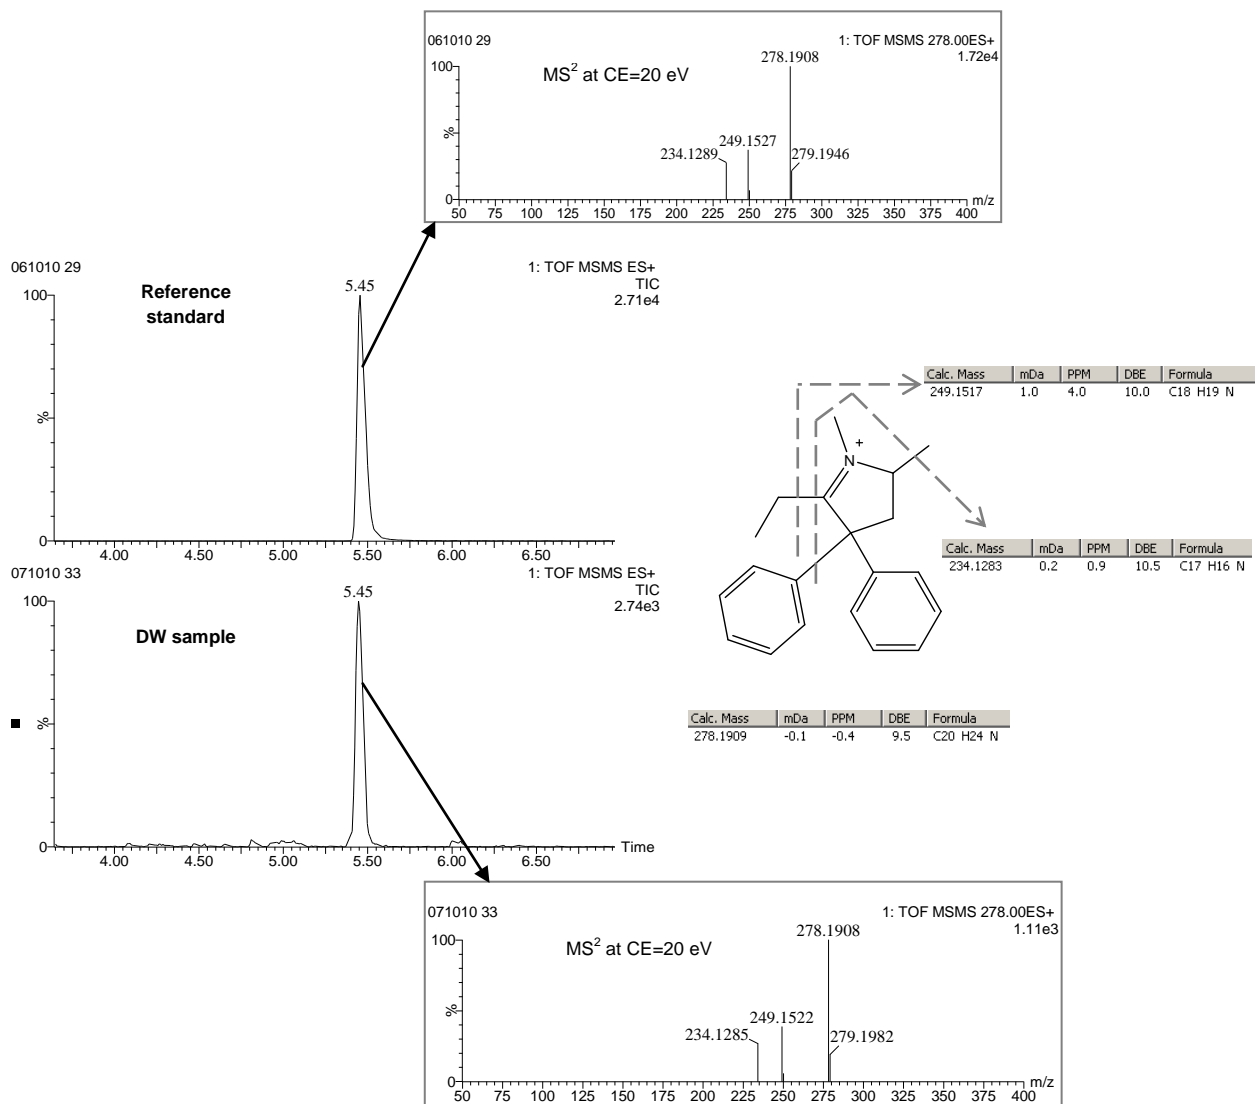 061010 29
1: TOF MSMS 278.00ES+
1.72e4
MS2 at CE=20 eV
100
%
0
278.1908
249.1527
234.1289
279.1946
50 75 100 125 150 175 200 225 250 275 300 325 350 375 400
m/z
061010 29
1: TOF MSMS ES+
TIC
2.71e4
Reference
standard
5.45
100
%
0
4.00 4.50 5.00 5.50 6.00 6.50
Calc. Mass mDa PPM DBE Formula
249.1517 1.0 4.0 10.0 C18 H19 N
+
N
Calc. Mass mDa PPM DBE Formula
234.1283 0.2 0.9 10.5 C17 H16 N
071010 33
1: TOF MSMS ES+
TIC
2.74e3
DW sample
5.45
100
%
0
4.00 4.50 5.00 5.50 6.00 6.50
Time
Calc. Mass mDa PPM DBE Formula
278.1909 -0.1 -0.4 9.5 C20 H24 N
071010 33
1: TOF MSMS 278.00ES+
1.11e3
MS2 at CE=20 eV
100
%
0
278.1908
249.1522
234.1285
279.1982
50 75 100 125 150 175 200 225 250 275 300 325 350 375 400
m/z